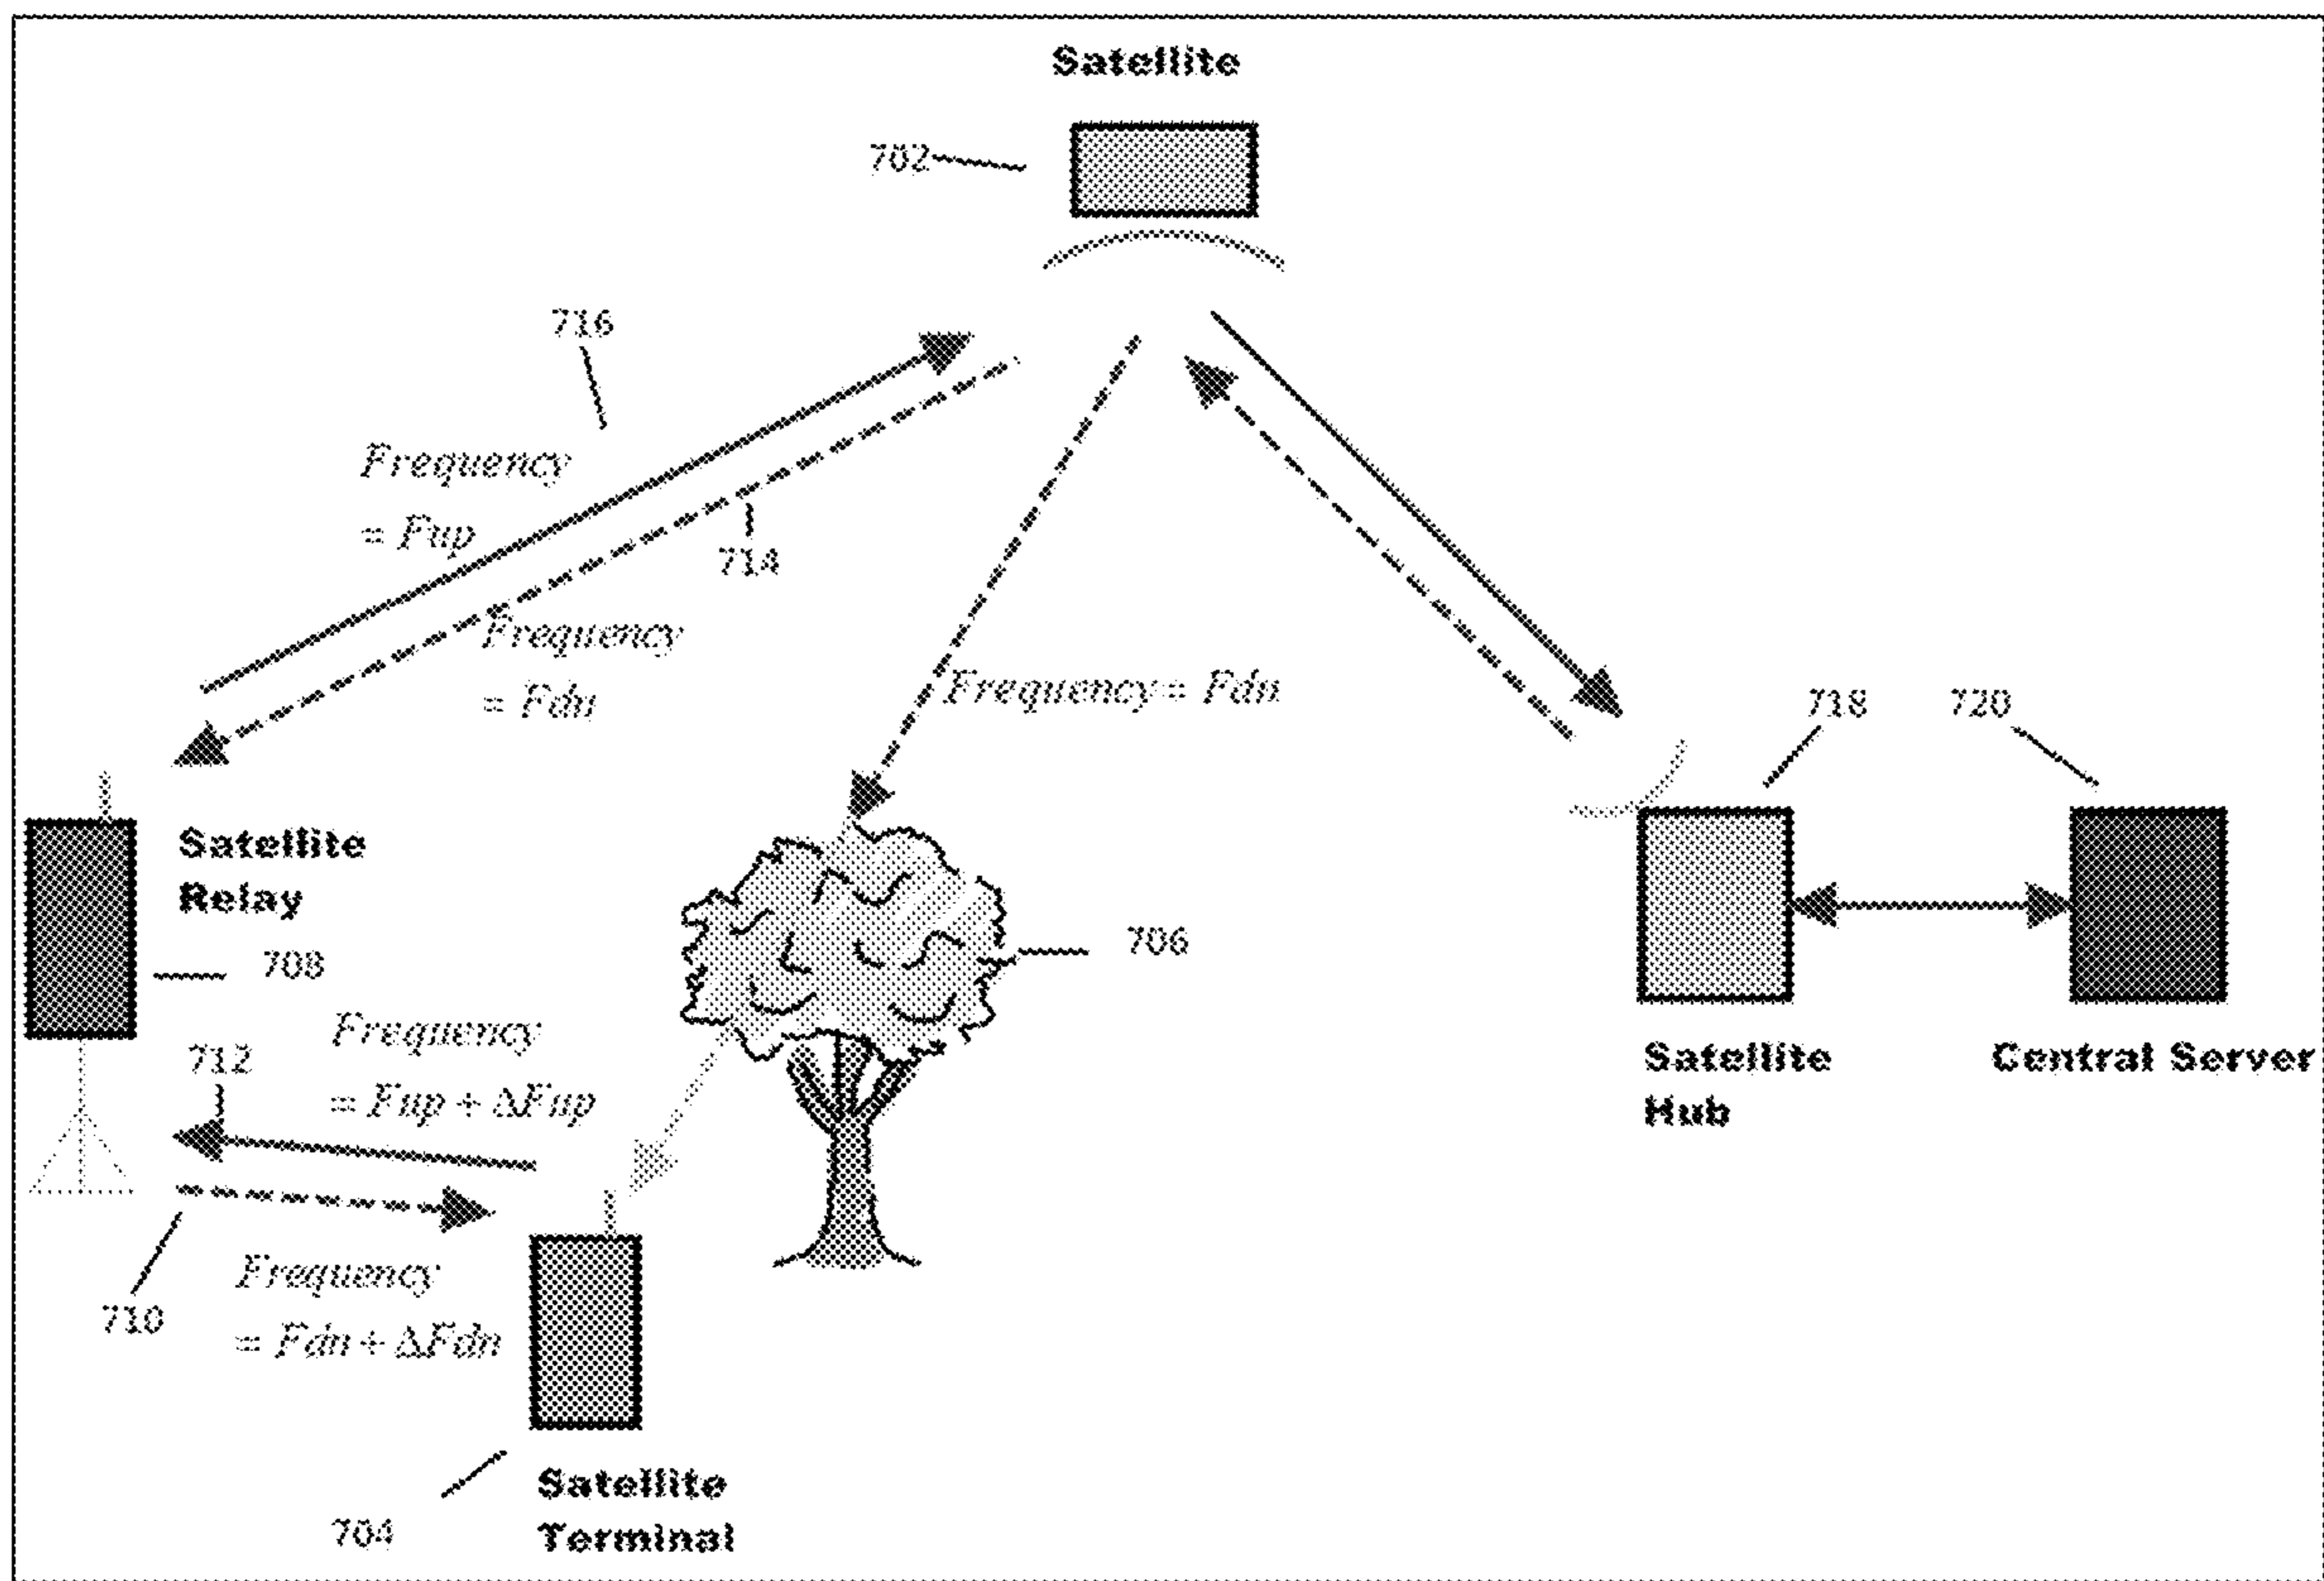 Satellite
702
716
Frequency
= Fup
714
Frequency
= Fdn
Frequency = Fdn
718 720
Satellite
Relay
708
706
Frequency
= Fup + ΔFup
712
Satellite
Hub
Central Server
Frequency
= Fdn + ΔFdn
710
Satellite
Terminal
704